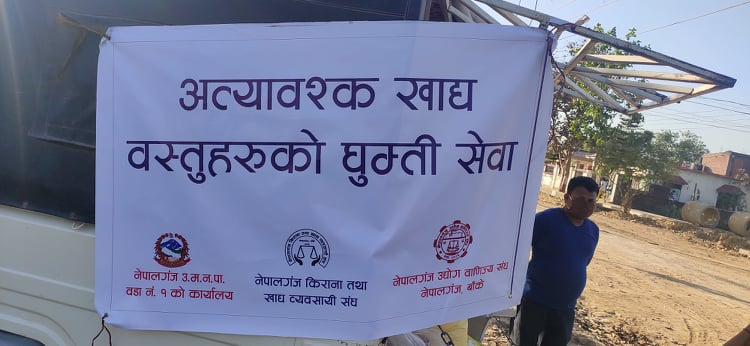 अत्यावश्यक खाद्य
वस्तुहरुको घुम्ती सेवा
नेपालगंज उ.म.न.पा.
वडा नं. १ को कार्यालय
नेपालगंज किराना तथा
खाद्य व्यवसायी संघ
नेपालगंज उद्योग वाणिज्य संघ
नेपालगंज, बाँके